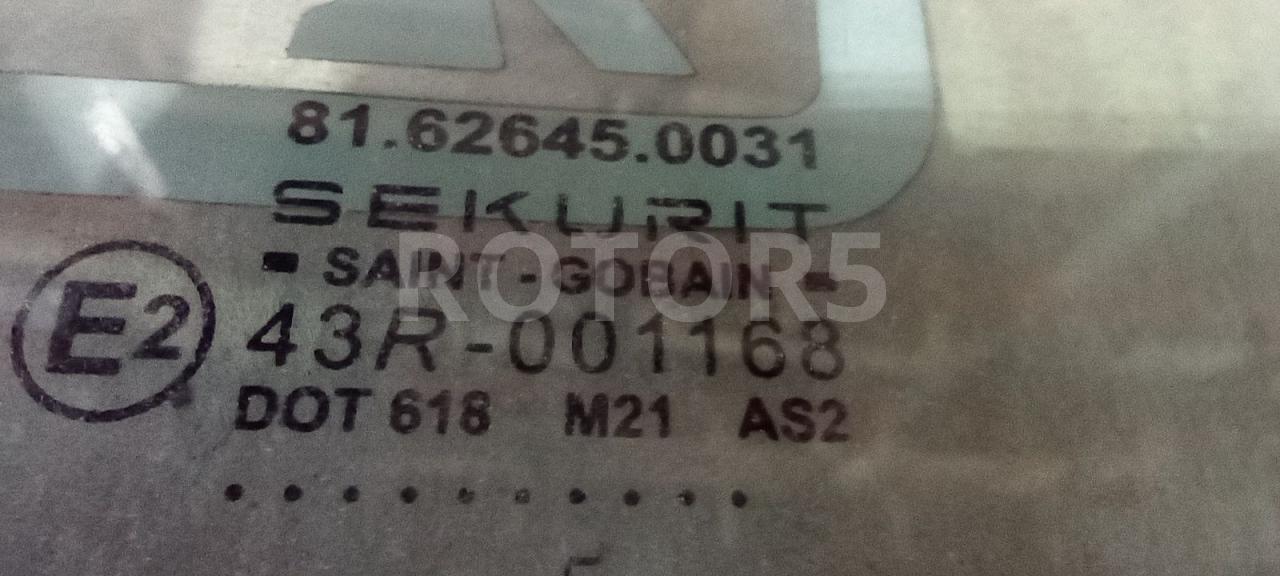 81.62645.0031
SEKURIT
- SAINT-GOBAIN -
ROTOR5
E2
43R-001168
DOT 618 M21 AS2
. . . . . . . . . .